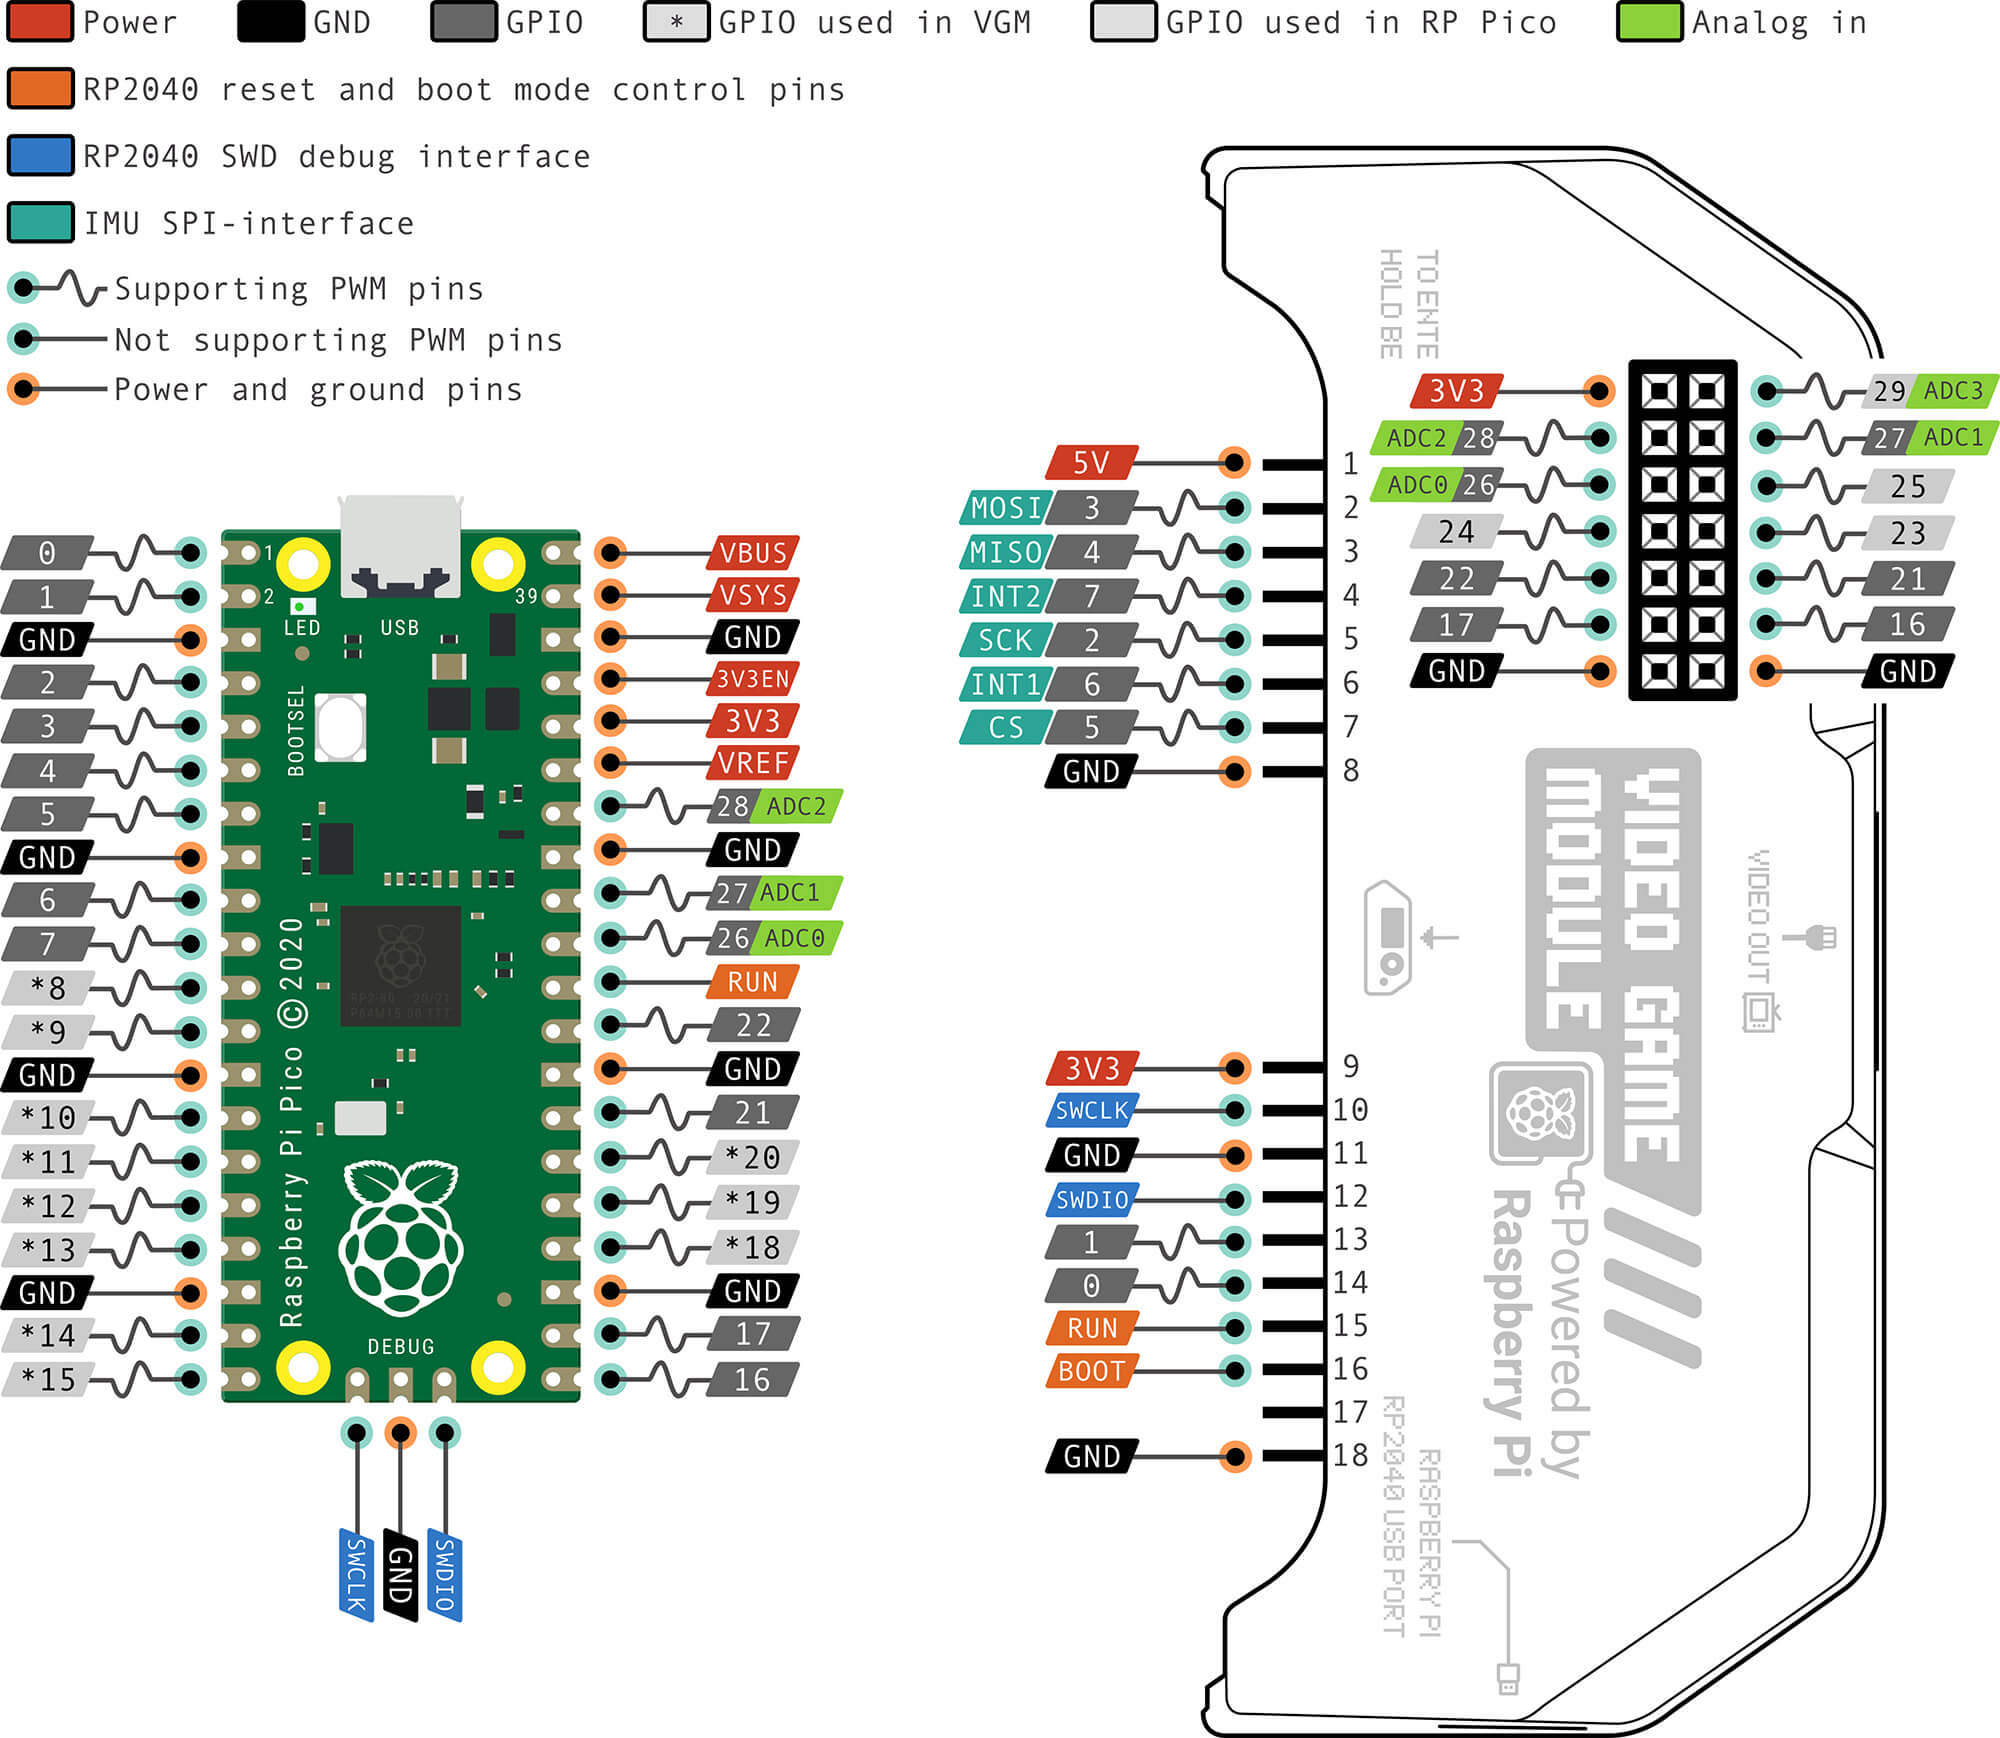 Power GND GPIO * GPIO used in VGM GPIO used in RP Pico Analog in
RP2040 reset and boot mode control pins
RP2040 SWD debug interface
IMU SPI-interface
Supporting PWM pins
Not supporting PWM pins
Power and ground pins
0
1
GND
2
3
4
5
GND
6
7
*8
*9
GND
*10
*11
*12
*13
GND
*14
*15
1
2
39
LED
USB
BOOTSEL
Raspberry Pi Pico ©2020
DEBUG
VBUS
VSYS
GND
3V3EN
3V3
VREF
28 ADC2
GND
27 ADC1
26 ADC0
RUN
22
GND
21
*20
*19
*18
GND
17
16
SWCLK
GND
SWDIO
5V 1
MOSI 3 2
MISO 4 3
INT2 7 4
SCK 2 5
INT1 6 6
CS 5 7
GND 8
3V3 9
SWCLK 10
GND 11
SWDIO 12
1 13
0 14
RUN 15
BOOT 16
17
GND 18
TO ENTE
HOLD BE
3V3 29 ADC3
ADC2 28 27 ADC1
ADC0 26 25
24 23
22 21
17 16
GND GND
VIDEO GAME
MODULE
VIDEO OUT
Powered by
Raspberry Pi
RASPBERRY PI
RP2040 USB PORT